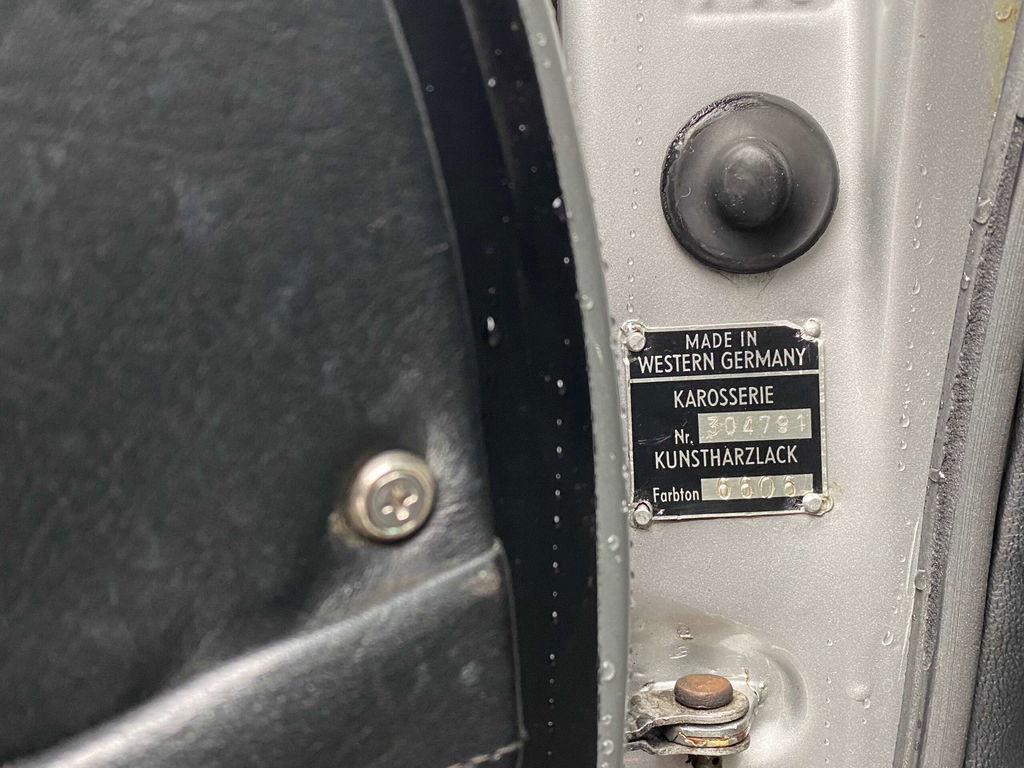 MADE IN
WESTERN GERMANY
KAROSSERIE
Nr. 304781
KUNSTHARZLACK
Farbton 6606